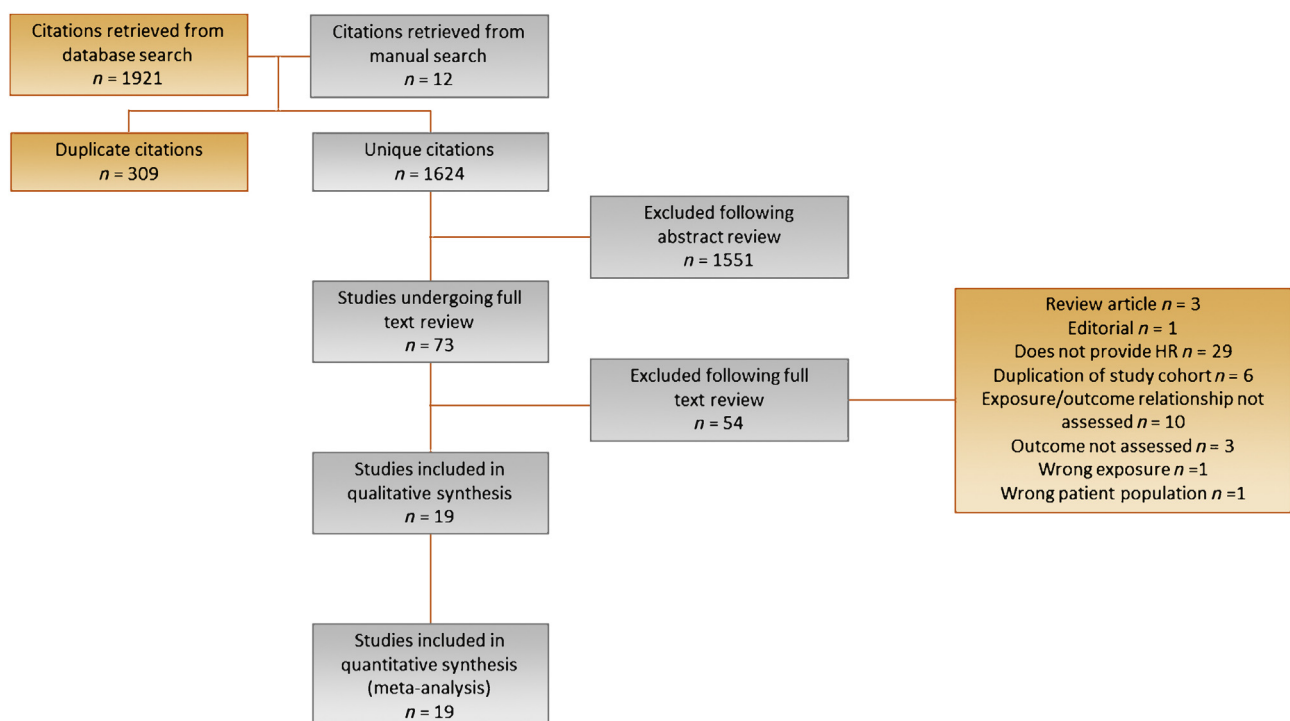 Citations retrieved from
database search
n = 1921
Citations retrieved from
manual search
n = 12
Duplicate citations
n = 309
Unique citations
n = 1624
Excluded following
abstract review
n = 1551
Studies undergoing full
text review
n = 73
Excluded following full
text review
n = 54
Review article n = 3
Editorial n = 1
Does not provide HR n = 29
Duplication of study cohort n = 6
Exposure/outcome relationship not
assessed n = 10
Outcome not assessed n = 3
Wrong exposure n =1
Wrong patient population n =1
Studies included in
qualitative synthesis
n = 19
Studies included in
quantitative synthesis
(meta-analysis)
n = 19